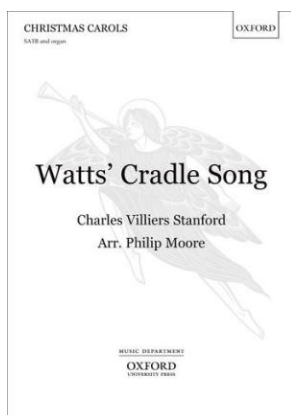 CHRISTMAS CAROLS
OXFORD
SATB and organ
Watts' Cradle Song
Charles Villiers Stanford
Arr. Philip Moore
MUSIC DEPARTMENT
OXFORD
UNIVERSITY PRESS